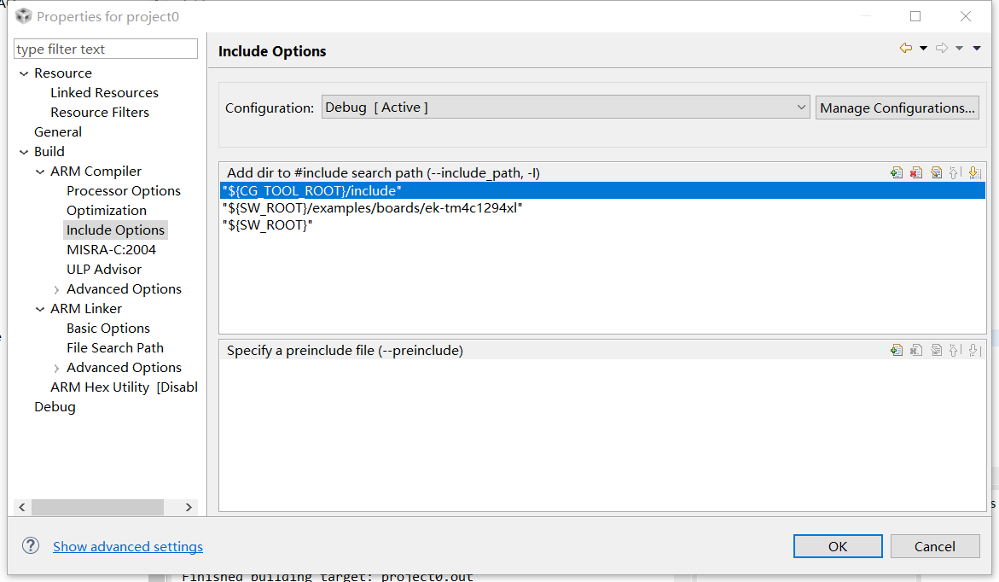 Properties for project0
type filter text
Resource
Linked Resources
Resource Filters
General
Build
ARM Compiler
Processor Options
Optimization
Include Options
MISRA-C:2004
ULP Advisor
Advanced Options
ARM Linker
Basic Options
File Search Path
Advanced Options
ARM Hex Utility [Disabl
Debug
Include Options
Configuration: Debug [ Active ] Manage Configurations...
Add dir to #include search path (--include_path, -I)
"${CG_TOOL_ROOT}/include"
"${SW_ROOT}/examples/boards/ek-tm4c1294xl"
"${SW_ROOT}"
Specify a preinclude file (--preinclude)
Show advanced settings
OK
Cancel
Finished building target: project0.out